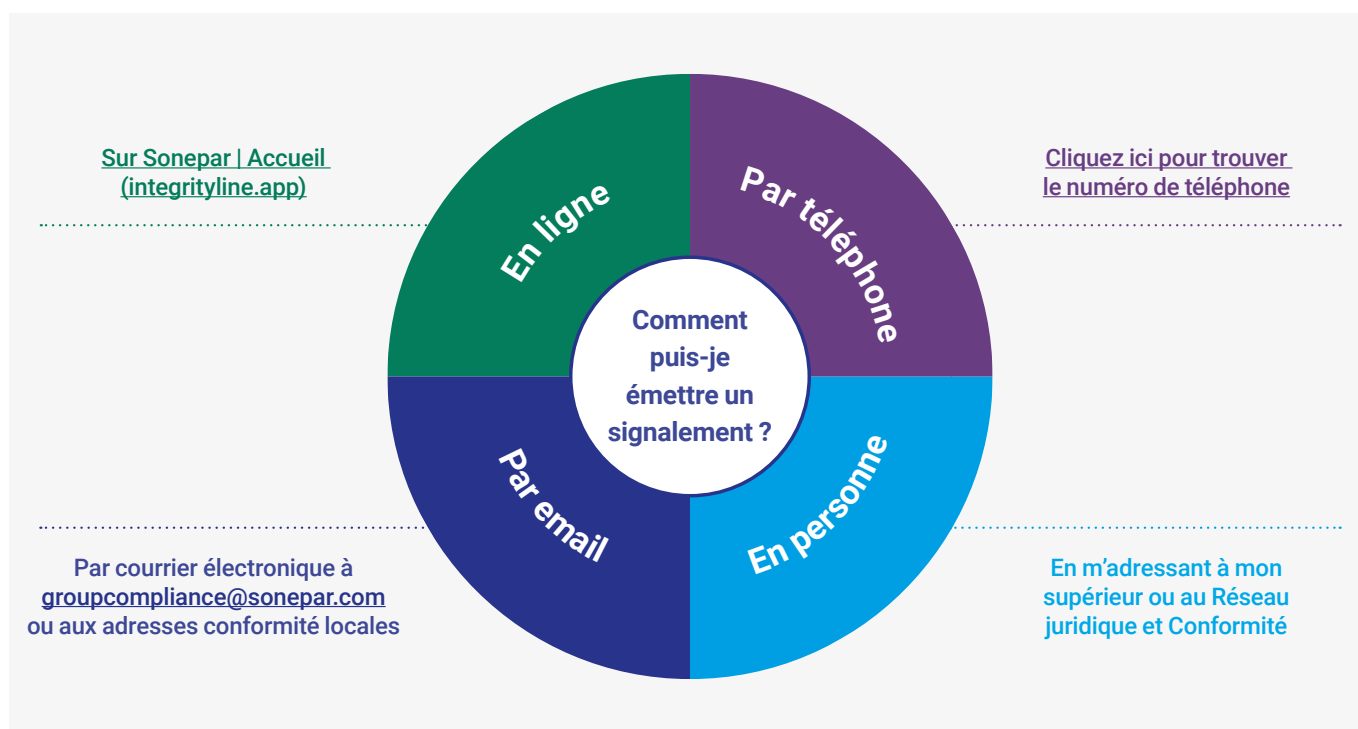 Sur Sonepar | Accueil
(integrityline.app)
En ligne
Par téléphone
Cliquez ici pour trouver
le numéro de téléphone
Comment
puis-je
émettre un
signalement ?
Par email
Par courrier électronique à
groupcompliance@sonepar.com
ou aux adresses conformité locales
En personne
En m’adressant à mon
supérieur ou au Réseau
juridique et Conformité